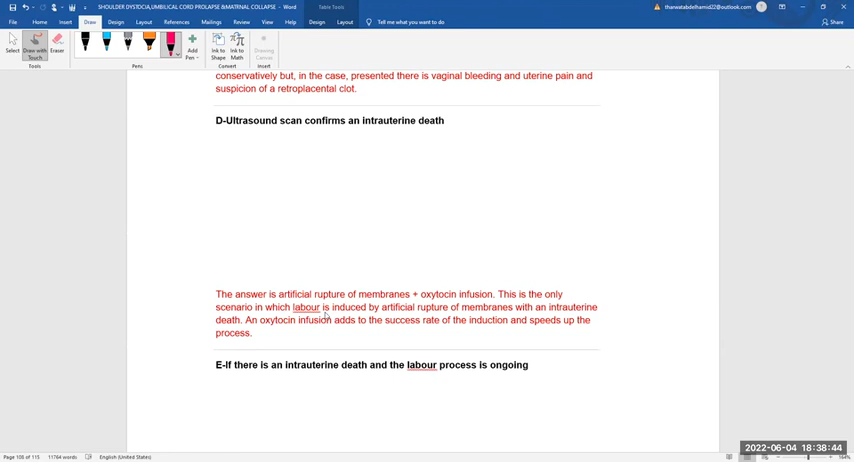 SHOULDER DYSTOCIA,UMBILICAL CORD PROLAPSE &MATRINAL COLLAPSE - Word
Table Tools
tharwatabdelhamid22@outlook.com
File Home Insert Draw Design Layout References Mailings Review View Help Design Layout Tell me what you want to do Share
Select Draw with Touch Eraser Add Pen Ink to Shape Ink to Math Drawing Canvas
Tools Pens Convert Insert
conservatively but, in the case, presented there is vaginal bleeding and uterine pain and
suspicion of a retroplacental clot.
D-Ultrasound scan confirms an intrauterine death
The answer is artificial rupture of membranes + oxytocin infusion. This is the only
scenario in which labour is induced by artificial rupture of membranes with an intrauterine
death. An oxytocin infusion adds to the success rate of the induction and speeds up the
process.
E-If there is an intrauterine death and the labour process is ongoing
2022-06-04 18:38:44
Page 108 of 115 11764 words English (United States) 164%